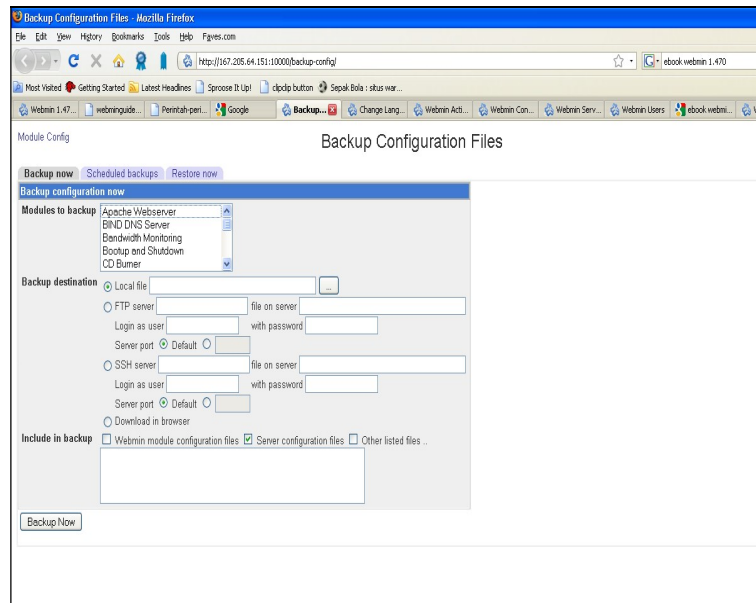 Backup Configuration Files - Mozilla Firefox
File Edit View History Bookmarks Tools Help Faves.com
http://167.205.64.151:10000/backup-config/
ebook webmin 1.470
Most Visited Getting Started Latest Headlines Sproose It Up! clipclip button Sepak Bola : situs war...
Webmin 1.47... webminguide... Perintah-peri... Google Backup... Change Lang... Webmin Acti... Webmin Con... Webmin Serv... Webmin Users ebook webmi...
Module Config
Backup Configuration Files
Backup now Scheduled backups Restore now
Backup configuration now
Modules to backup
Apache Webserver
BIND DNS Server
Bandwidth Monitoring
Bootup and Shutdown
CD Burner
Backup destination
Local file ...
FTP server file on server
Login as user with password
Server port Default
SSH server file on server
Login as user with password
Server port Default
Download in browser
Include in backup Webmin module configuration files Server configuration files Other listed files ..
Backup Now